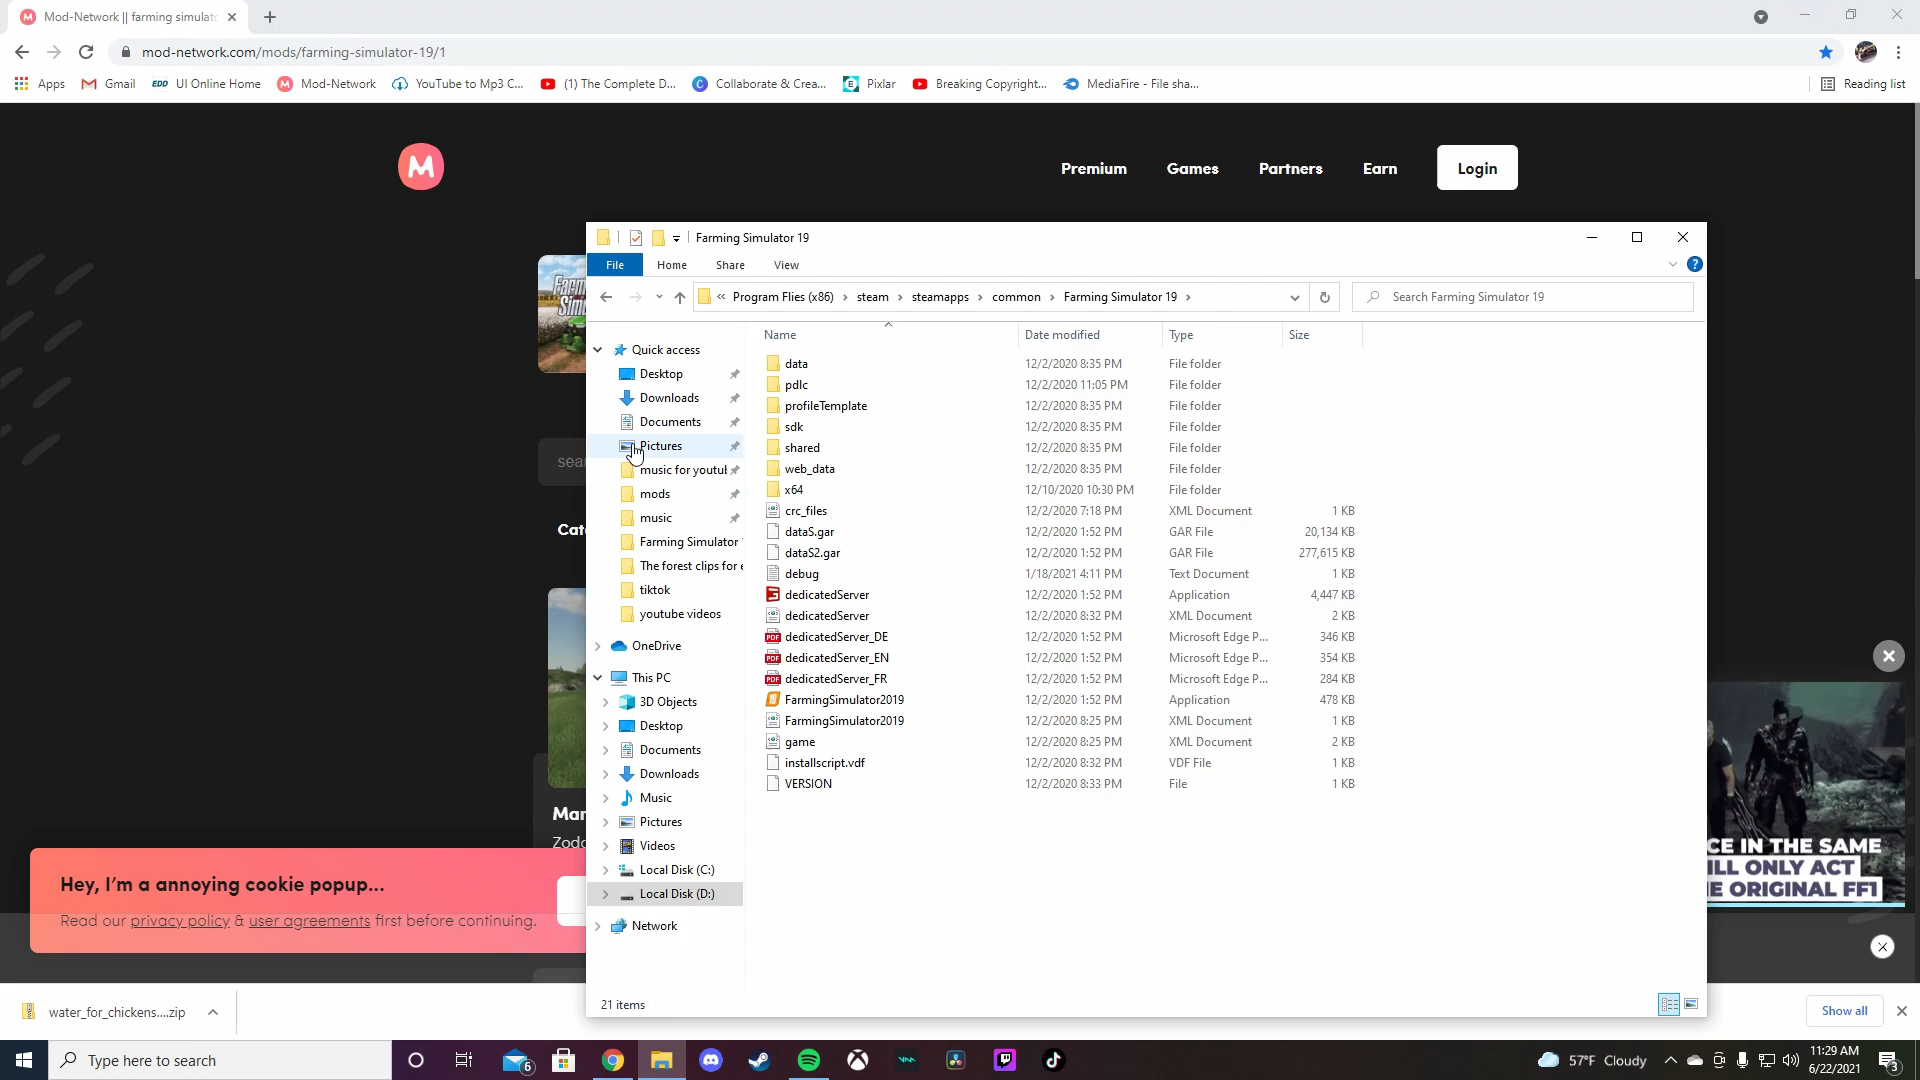 Mod-Network || farming simulato
mod-network.com/mods/farming-simulator-19/1
Apps Gmail EDD UI Online Home Mod-Network YouTube to Mp3 C... (1) The Complete D... Collaborate & Crea... Pixlar Breaking Copyright... MediaFire - File sha... Reading list
M
Premium Games Partners Earn Login
Farming Simulator 19
File Home Share View
« Program Flies (x86) › steam › steamapps › common › Farming Simulator 19 ›
Search Farming Simulator 19
Name Date modified Type Size
Quick access
Desktop
Downloads
Documents
Pictures
music for youtub
mods
music
Farming Simulator 1
The forest clips for e
tiktok
youtube videos
OneDrive
This PC
3D Objects
Desktop
Documents
Downloads
Music
Pictures
Videos
Local Disk (C:)
Local Disk (D:)
Network
data 12/2/2020 8:35 PM File folder
pdlc 12/2/2020 11:05 PM File folder
profileTemplate 12/2/2020 8:35 PM File folder
sdk 12/2/2020 8:35 PM File folder
shared 12/2/2020 8:35 PM File folder
web_data 12/2/2020 8:35 PM File folder
x64 12/10/2020 10:30 PM File folder
crc_files 12/2/2020 7:18 PM XML Document 1 KB
dataS.gar 12/2/2020 1:52 PM GAR File 20,134 KB
dataS2.gar 12/2/2020 1:52 PM GAR File 277,615 KB
debug 1/18/2021 4:11 PM Text Document 1 KB
dedicatedServer 12/2/2020 1:52 PM Application 4,447 KB
dedicatedServer 12/2/2020 8:32 PM XML Document 2 KB
dedicatedServer_DE 12/2/2020 1:52 PM Microsoft Edge P... 346 KB
dedicatedServer_EN 12/2/2020 1:52 PM Microsoft Edge P... 354 KB
dedicatedServer_FR 12/2/2020 1:52 PM Microsoft Edge P... 284 KB
FarmingSimulator2019 12/2/2020 1:52 PM Application 478 KB
FarmingSimulator2019 12/2/2020 8:25 PM XML Document 1 KB
game 12/2/2020 8:25 PM XML Document 2 KB
installscript.vdf 12/2/2020 8:32 PM VDF File 1 KB
VERSION 12/2/2020 8:33 PM File 1 KB
21 items
Farm
Sim
sea
Cat
Mar
Zodo
Hey, I'm a annoying cookie popup...
Read our privacy policy & user agreements first before continuing.
CE IN THE SAME
ILL ONLY ACT
E ORIGINAL FF1
water_for_chickens....zip
Show all
Type here to search
6
57°F Cloudy
11:29 AM
6/22/2021
3